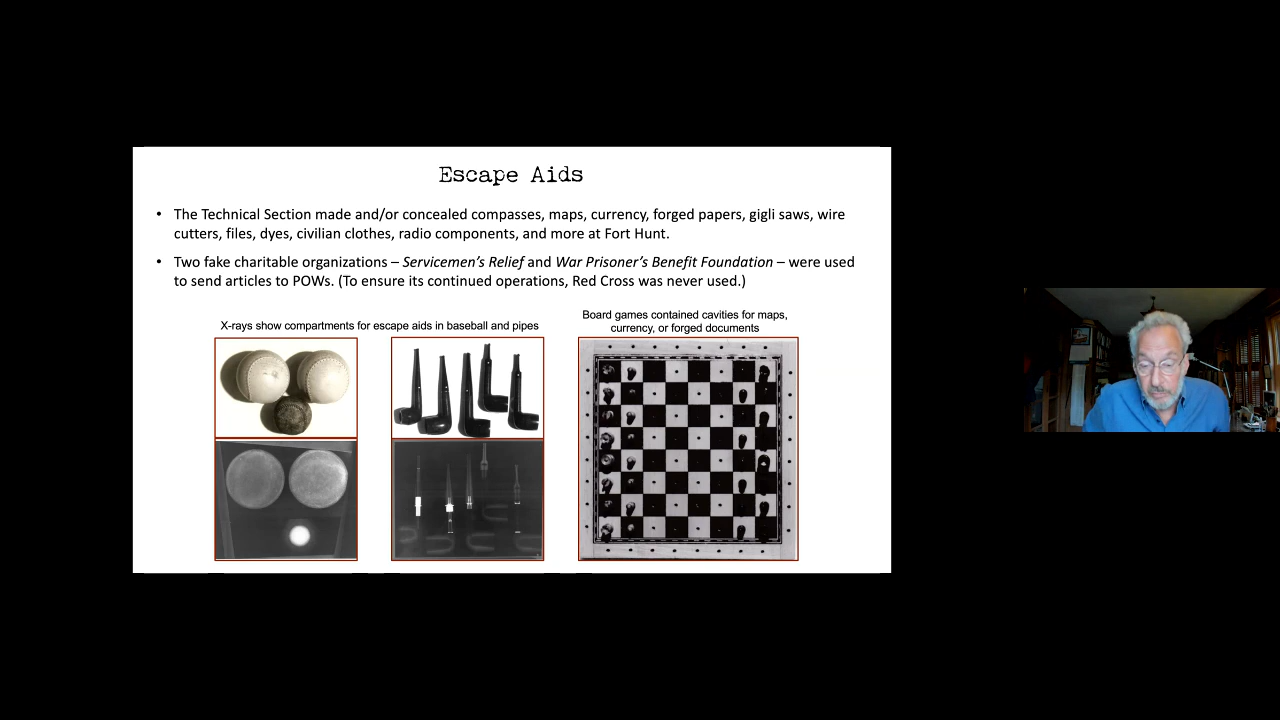 Escape Aids
• The Technical Section made and/or concealed compasses, maps, currency, forged papers, gigli saws, wire
cutters, files, dyes, civilian clothes, radio components, and more at Fort Hunt.
• Two fake charitable organizations – Servicemen's Relief and War Prisoner's Benefit Foundation – were used
to send articles to POWs. (To ensure its continued operations, Red Cross was never used.)
X-rays show compartments for escape aids in baseball and pipes
Board games contained cavities for maps,
currency, or forged documents